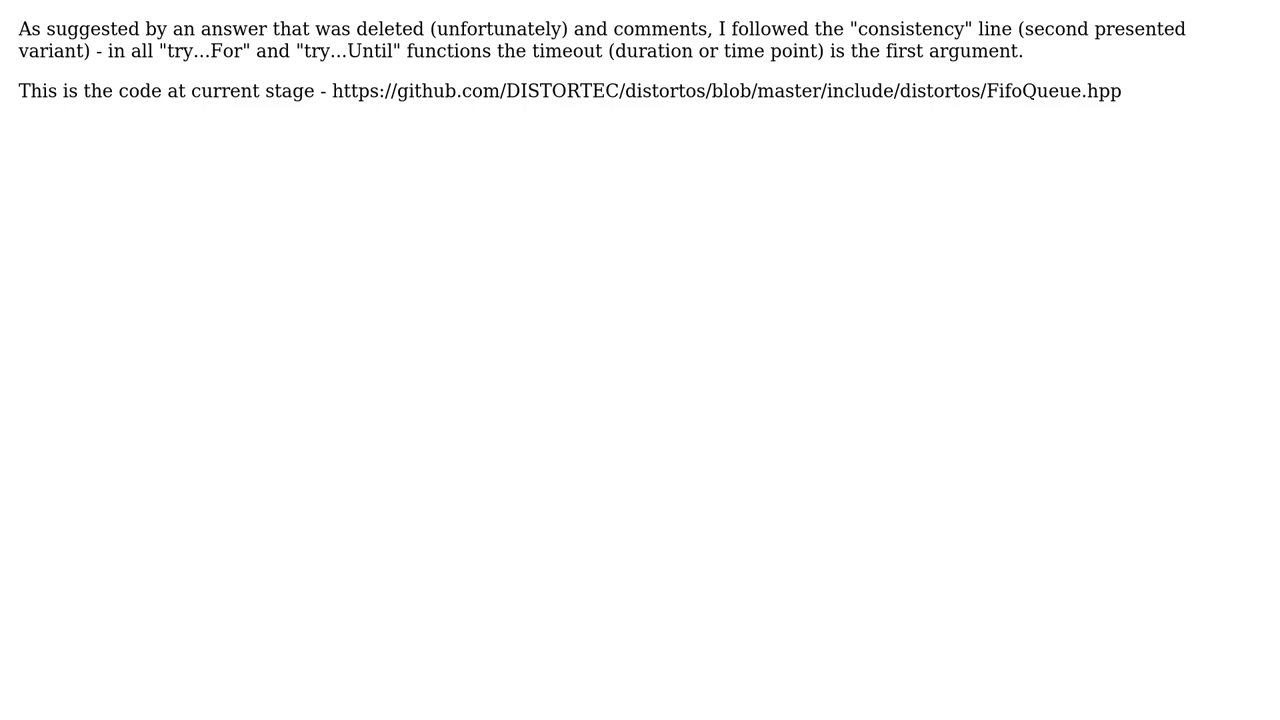 As suggested by an answer that was deleted (unfortunately) and comments, I followed the "consistency" line (second presented
variant) - in all "try...For" and "try...Until" functions the timeout (duration or time point) is the first argument.
This is the code at current stage - https://github.com/DISTORTEC/distortos/blob/master/include/distortos/FifoQueue.hpp